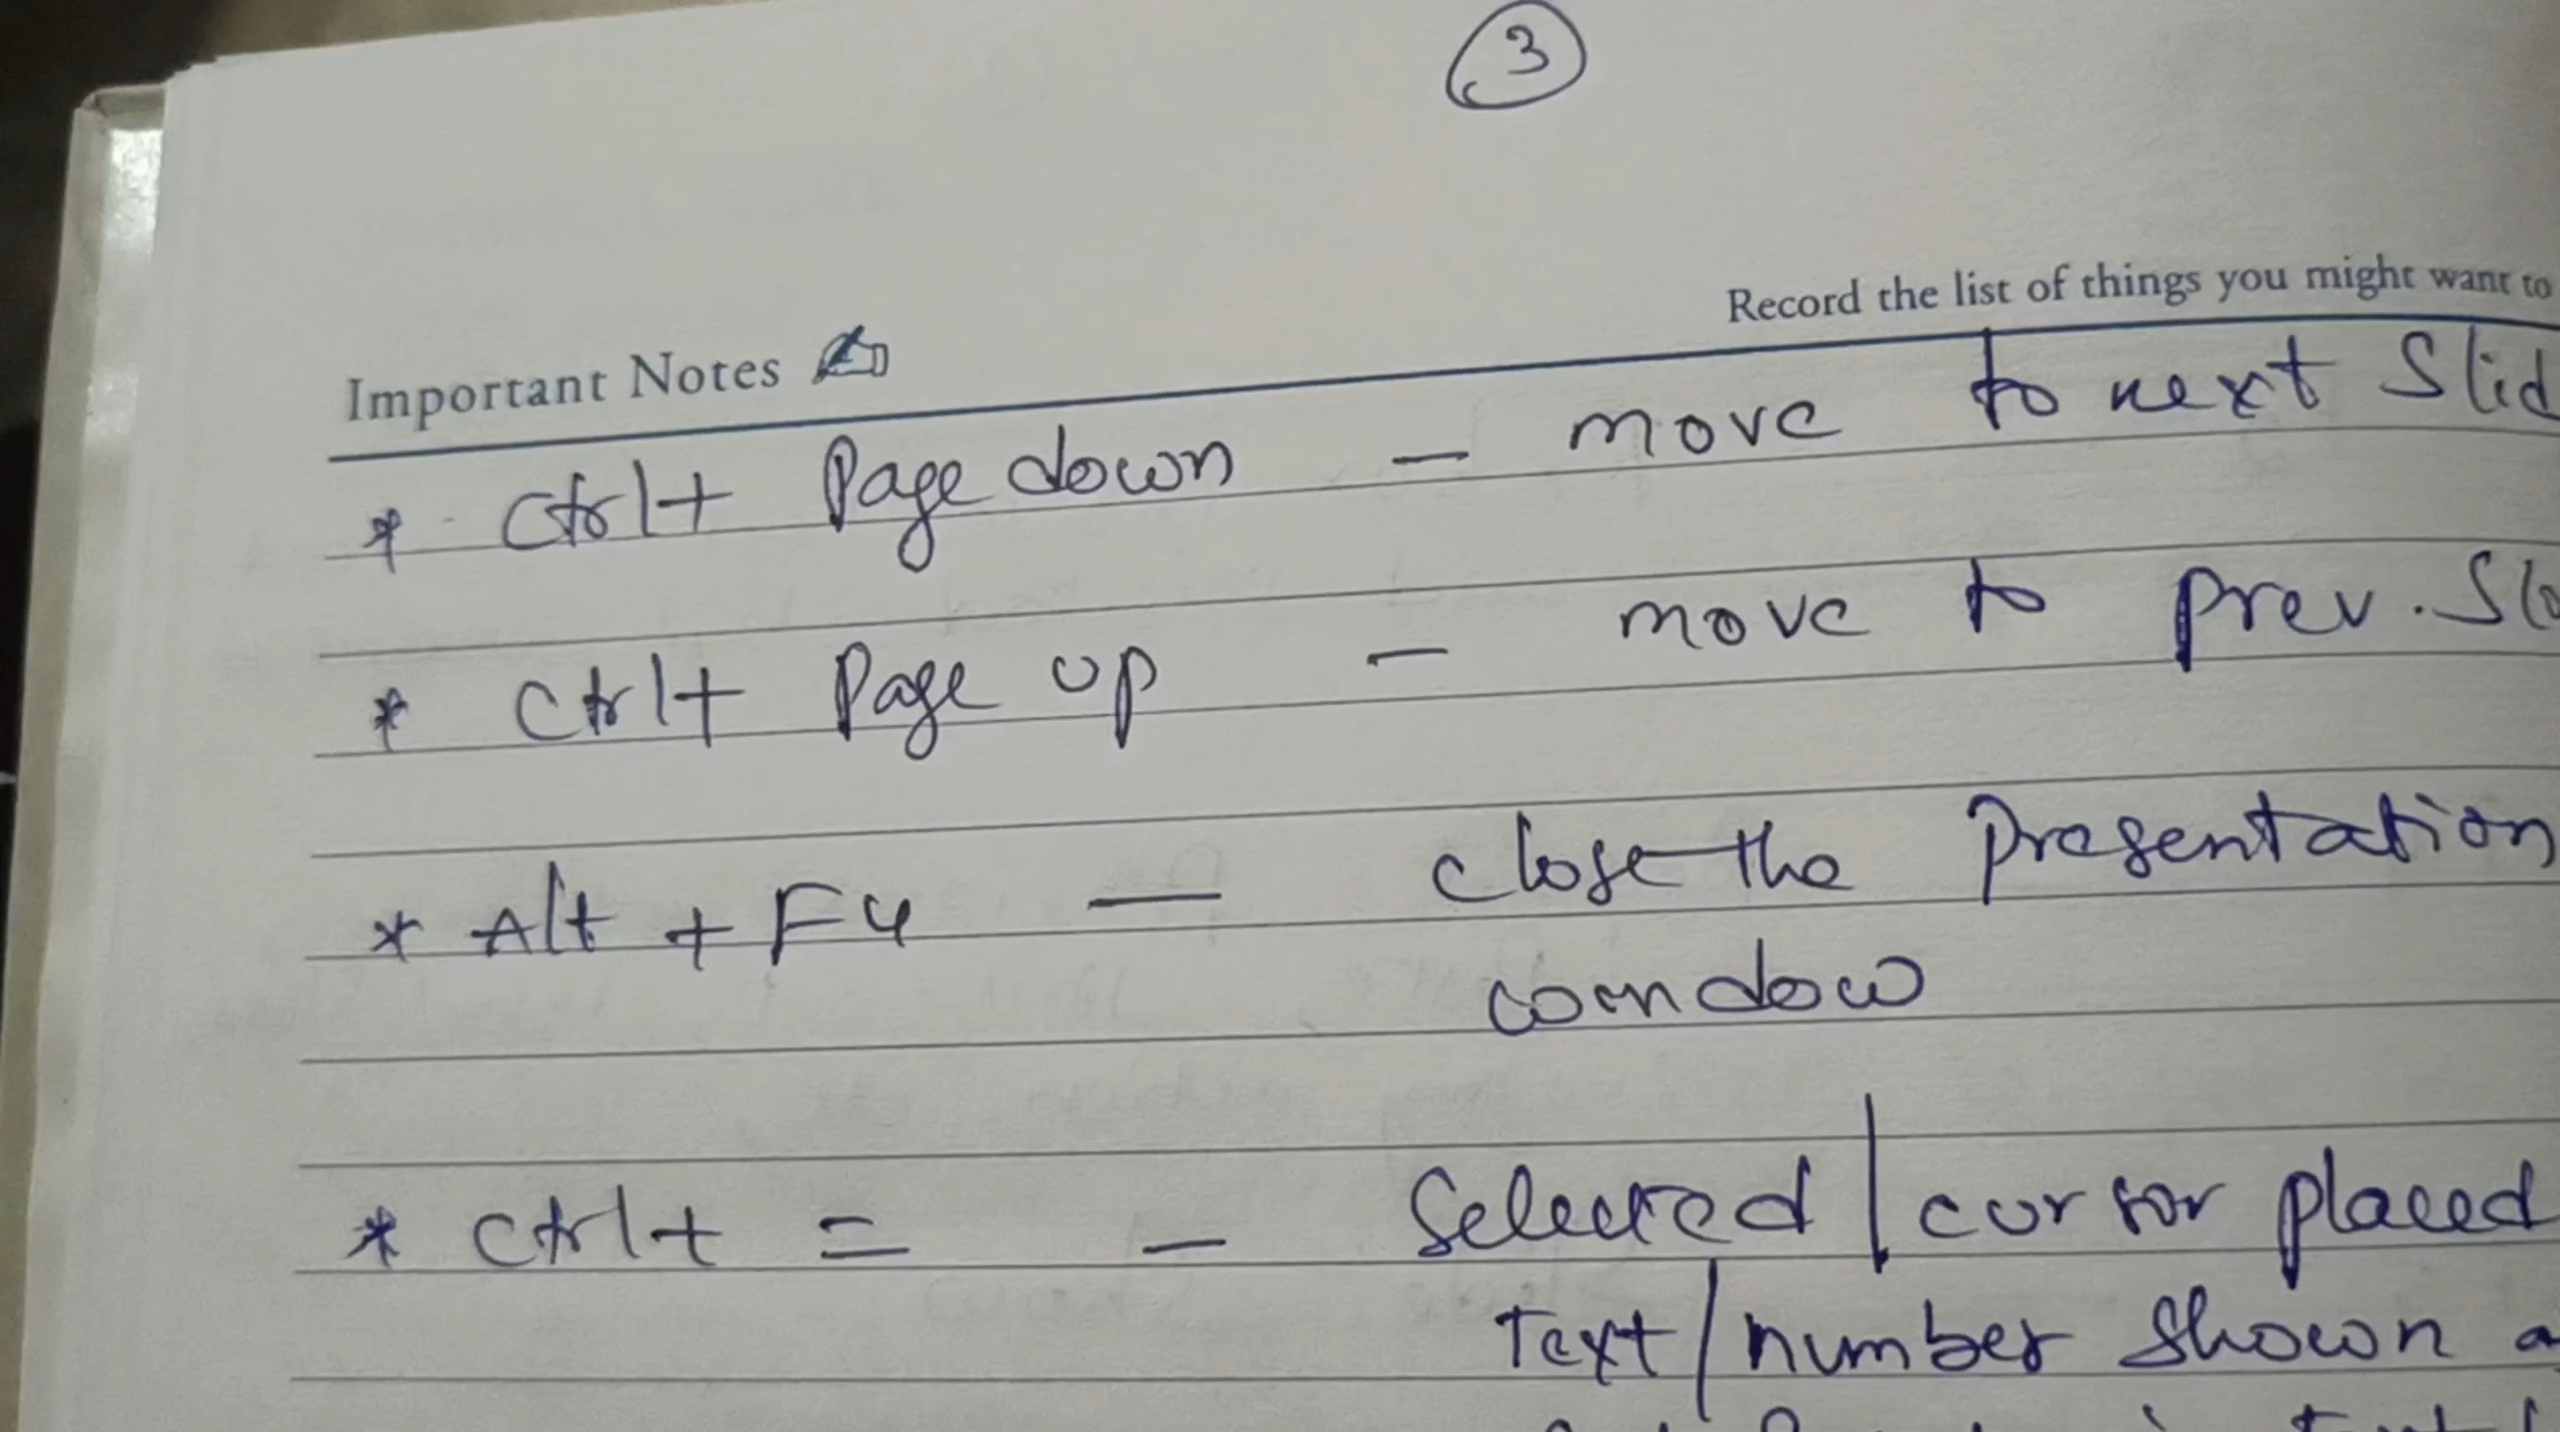 3
Record the list of things you might want to
Important Notes
* Ctrl+ Page down - move to next Slid
* Ctrl+ Page up - move to prev.
* Alt + F4 - close the presentation
window
* Ctrl+ = - Selected / cursor placed
Text / number shown